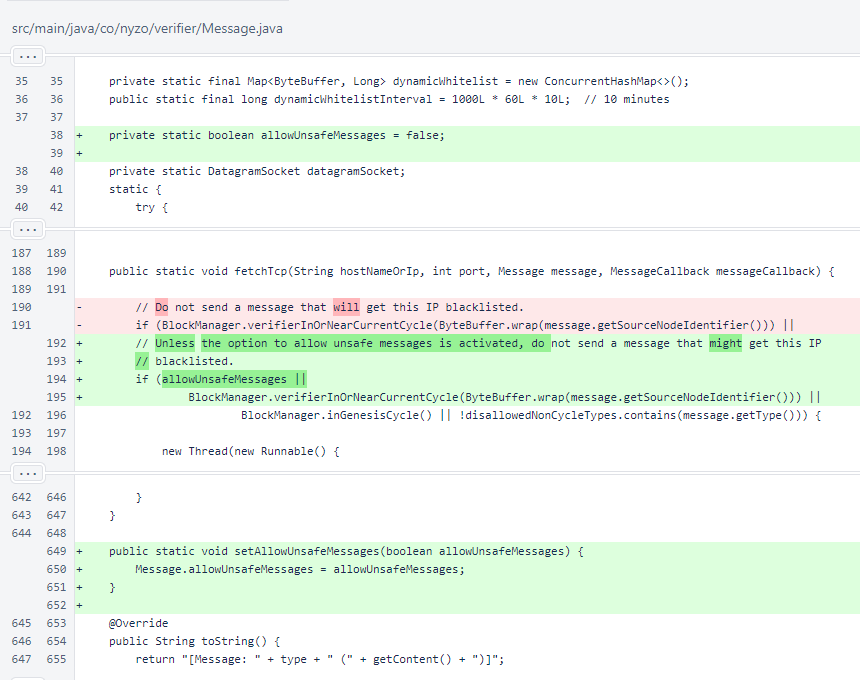 src/main/java/co/nyzo/verifier/Message.java
...
35 35 private static final Map<ByteBuffer, Long> dynamicWhitelist = new ConcurrentHashMap<>();
36 36 public static final long dynamicWhitelistInterval = 1000L * 60L * 10L;  // 10 minutes
37 37
38 + private static boolean allowUnsafeMessages = false;
39 +
38 40 private static DatagramSocket datagramSocket;
39 41 static {
40 42 try {
...
187 189
188 190 public static void fetchTcp(String hostNameOrIp, int port, Message message, MessageCallback messageCallback) {
189 191
190 - // Do not send a message that will get this IP blacklisted.
191 - if (BlockManager.verifierInOrNearCurrentCycle(ByteBuffer.wrap(message.getSourceNodeIdentifier())) ||
192 + // Unless the option to allow unsafe messages is activated, do not send a message that might get this IP
193 + // blacklisted.
194 + if (allowUnsafeMessages ||
195 + BlockManager.verifierInOrNearCurrentCycle(ByteBuffer.wrap(message.getSourceNodeIdentifier())) ||
192 196 BlockManager.inGenesisCycle() || !disallowedNonCycleTypes.contains(message.getType())) {
193 197
194 198 new Thread(new Runnable() {
...
642 646 }
643 647 }
644 648
649 + public static void setAllowUnsafeMessages(boolean allowUnsafeMessages) {
650 + Message.allowUnsafeMessages = allowUnsafeMessages;
651 + }
652 +
645 653 @Override
646 654 public String toString() {
647 655 return "[Message: " + type + " (" + getContent() + ")]";